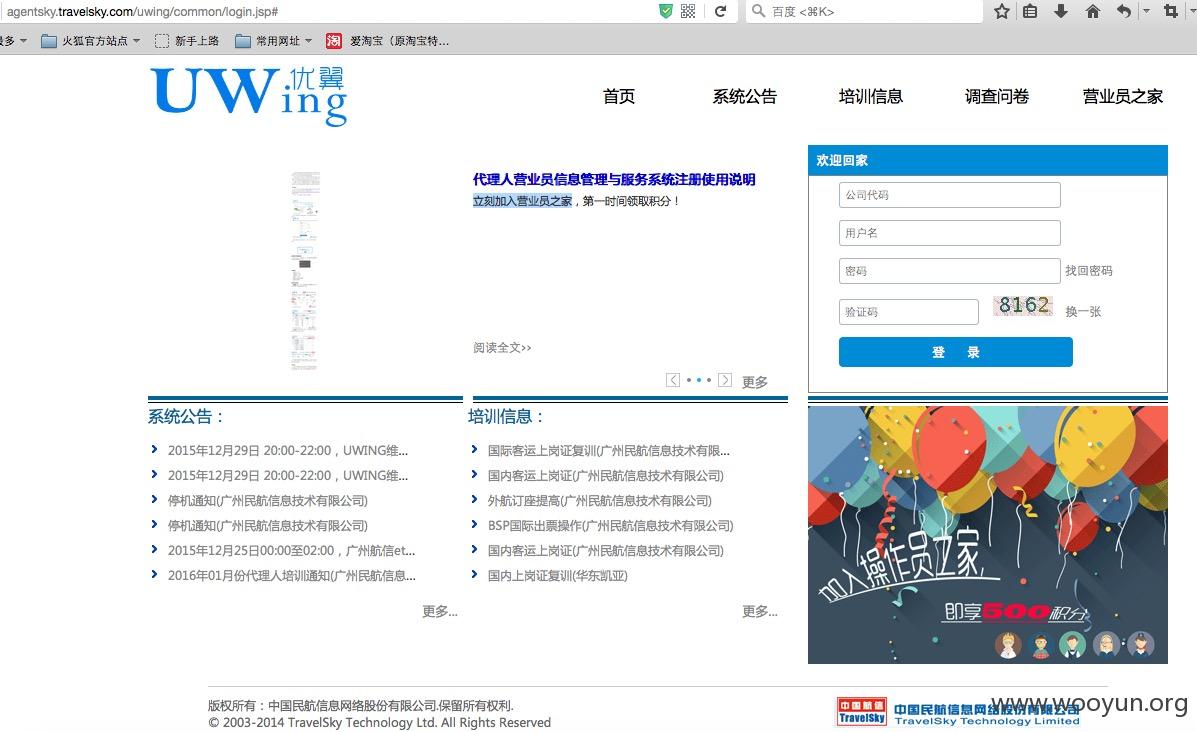 agentsky.travelsky.com/uwing/common/login.jsp#
百度 <⌘K>
最多
火狐官方站点
新手上路
常用网址
淘
爱淘宝（原淘宝特...
UWing 优翼
首页
系统公告
培训信息
调查问卷
营业员之家
代理人营业员信息管理与服务系统注册使用说明
立刻加入营业员之家，第一时间领取积分！
阅读全文>>
更多
欢迎回家
公司代码
用户名
密码
找回密码
验证码
8162
换一张
登 录
系统公告：
2015年12月29日 20:00-22:00，UWING维...
2015年12月29日 20:00-22:00，UWING维...
停机通知(广州民航信息技术有限公司)
停机通知(广州民航信息技术有限公司)
2015年12月25日00:00至02:00，广州航信et...
2016年01月份代理人培训通知(广州民航信息...
更多...
培训信息：
国际客运上岗证复训(广州民航信息技术有限...
国内客运上岗证(广州民航信息技术有限公司)
外航订座提高(广州民航信息技术有限公司)
BSP国际出票操作(广州民航信息技术有限公司)
国内客运上岗证(广州民航信息技术有限公司)
国内上岗证复训(华东凯亚)
更多...
加入操作员之家,
即享500积分
版权所有：中国民航信息网络股份有限公司.保留所有权利.
© 2003-2014 TravelSky Technology Ltd. All Rights Reserved
中国航信
TravelSky
中国民航信息网络股份有限公司
TravelSky Technology Limited
www.wooyun.org